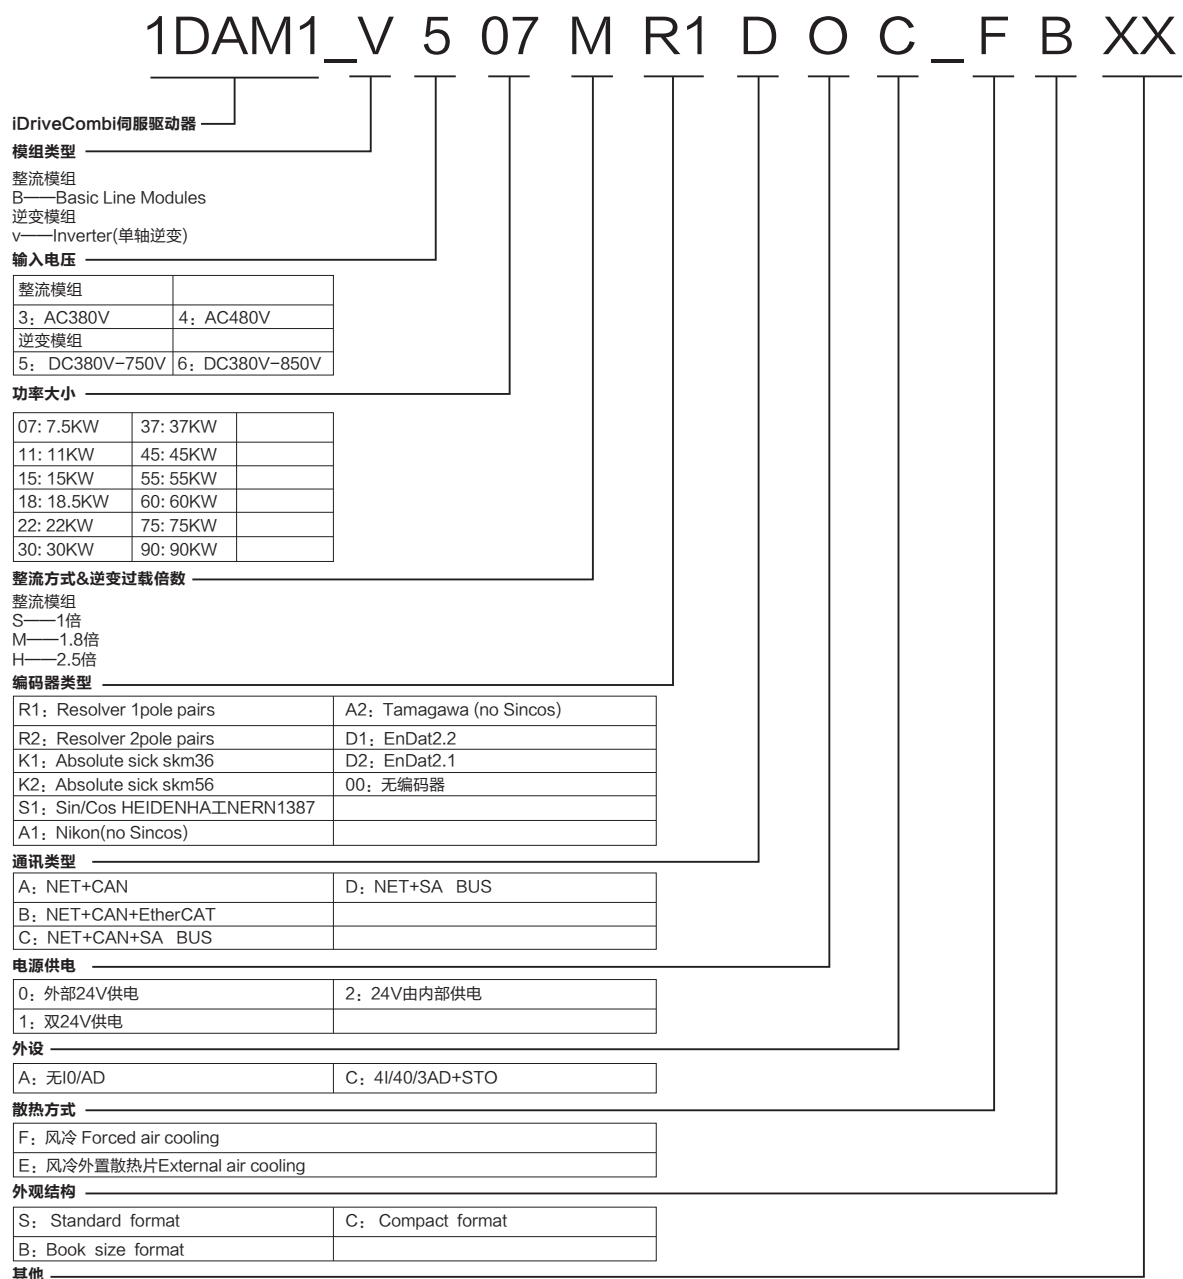 1DAM1_V 5 07 M R1 D O C _ F B XX
iDriveCombi伺服驱动器
模组类型
整流模组
B——Basic Line Modules
逆变模组
v——Inverter(单轴逆变)
输入电压
整流模组
3：AC380V 4：AC480V
逆变模组
5： DC380V-750V 6：DC380V-850V
功率大小
07: 7.5KW 37: 37KW
11: 11KW 45: 45KW
15: 15KW 55: 55KW
18: 18.5KW 60: 60KW
22: 22KW 75: 75KW
30: 30KW 90: 90KW
整流方式&逆变过载倍数
整流模组
S——1倍
M——1.8倍
H——2.5倍
编码器类型
R1：Resolver 1pole pairs A2：Tamagawa (no Sincos)
R2：Resolver 2pole pairs D1：EnDat2.2
K1：Absolute sick skm36 D2：EnDat2.1
K2：Absolute sick skm56 00：无编码器
S1：Sin/Cos HEIDENHA工NERN1387
A1：Nikon(no Sincos)
通讯类型
A：NET+CAN D：NET+SA BUS
B：NET+CAN+EtherCAT
C：NET+CAN+SA BUS
电源供电
0：外部24V供电 2：24V由内部供电
1：双24V供电
外设
A：无I0/AD C：4I/40/3AD+STO
散热方式
F：风冷 Forced air cooling
E：风冷外置散热片External air cooling
外观结构
S： Standard format C： Compact format
B：Book size format
其他